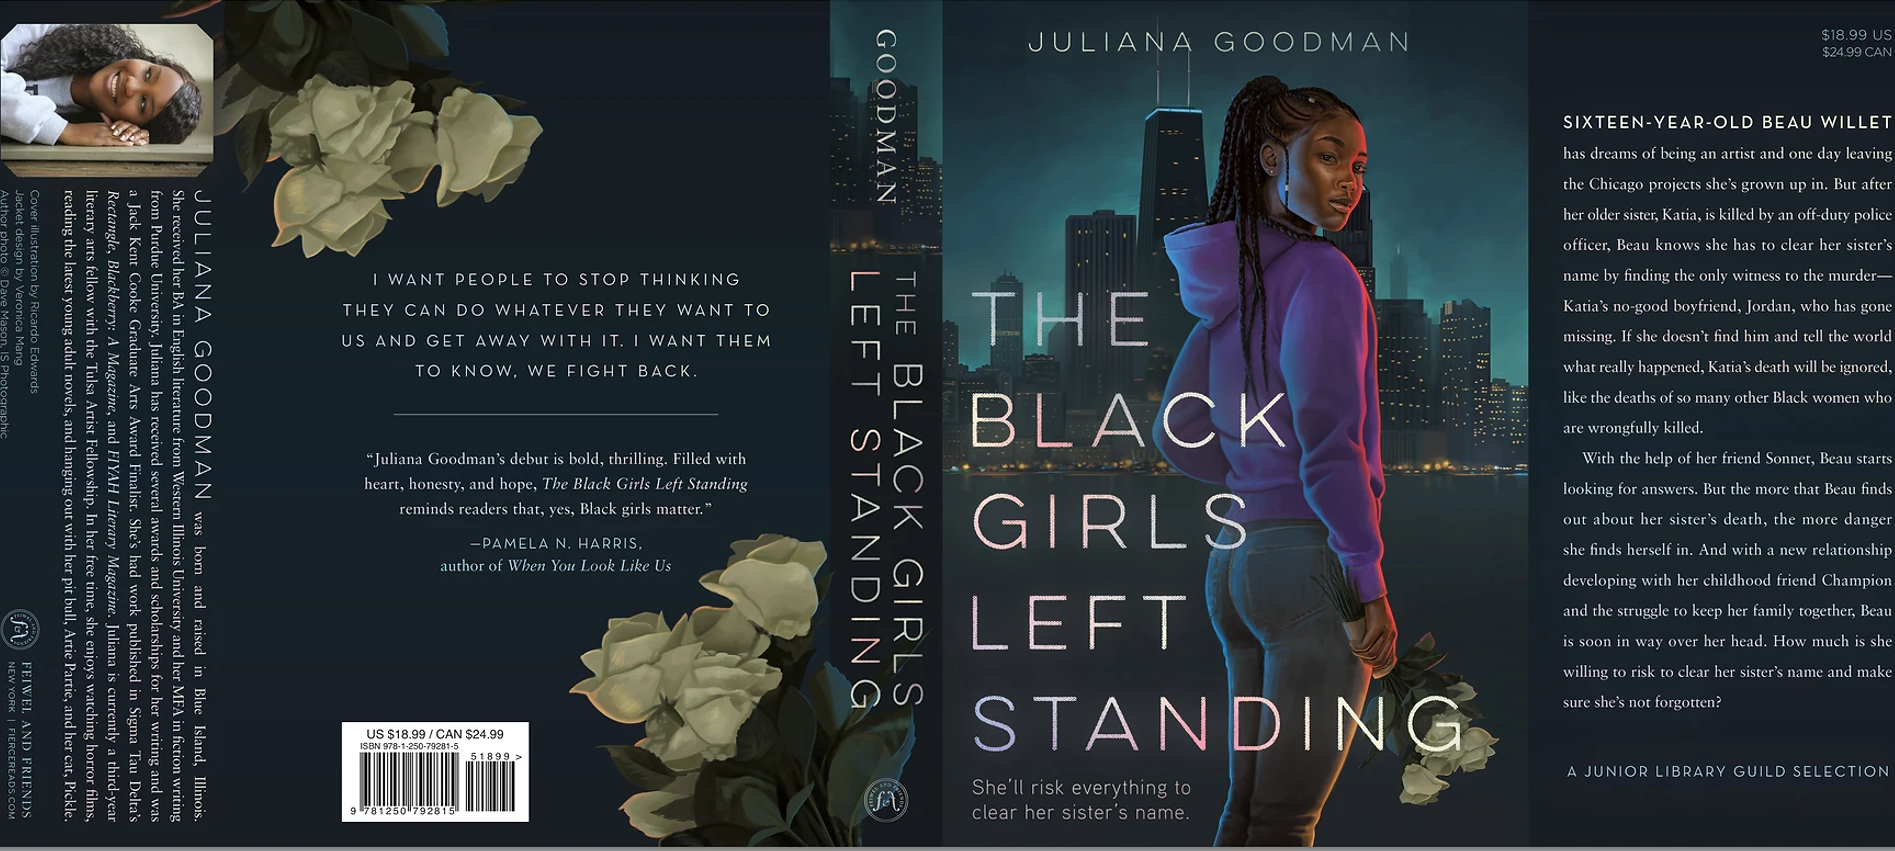 JULIANA GOODMAN was born and raised in Blue Island, Illinois.
She received her BA in English literature from Western Illinois University and her MFA in fiction writing
from Purdue University. Juliana has received several awards and scholarships for her writing and was
a Jack Kent Cooke Graduate Arts Award Finalist. She's had work published in Sigma Tau Delta's
Rectangle, Blackberry: A Magazine, and FIYAH Literary Magazine. Juliana is currently a third-year
literary arts fellow with the Tulsa Artist Fellowship. In her free time, she enjoys watching horror films,
reading the latest young adult novels, and hanging out with her pit bull, Artie Partie, and her cat, Pickle.
Cover illustration by Ricardo Edwards
Jacket design by Veronica Mang
Author photo © Dave Mason, IS Photographic
FEIWEL AND FRIENDS
NEW YORK | FIERCEREADS.COM
I WANT PEOPLE TO STOP THINKING
THEY CAN DO WHATEVER THEY WANT TO
US AND GET AWAY WITH IT. I WANT THEM
TO KNOW, WE FIGHT BACK.
“Juliana Goodman’s debut is bold, thrilling. Filled with
heart, honesty, and hope, The Black Girls Left Standing
reminds readers that, yes, Black girls matter.”
—PAMELA N. HARRIS,
author of When You Look Like Us
US $18.99 / CAN $24.99
ISBN 978-1-250-79281-5
51899 >
9 781250 792815
GOODMAN
THE BLACK GIRLS
LEFT STANDING
JULIANA GOODMAN
THE
BLACK
GIRLS
LEFT
STANDING
She’ll risk everything to
clear her sister’s name.
$18.99 US
$24.99 CAN
SIXTEEN-YEAR-OLD BEAU WILLET
has dreams of being an artist and one day leaving
the Chicago projects she’s grown up in. But after
her older sister, Katia, is killed by an off-duty police
officer, Beau knows she has to clear her sister’s
name by finding the only witness to the murder—
Katia’s no-good boyfriend, Jordan, who has gone
missing. If she doesn’t find him and tell the world
what really happened, Katia’s death will be ignored,
like the deaths of so many other Black women who
are wrongfully killed.
With the help of her friend Sonnet, Beau starts
looking for answers. But the more that Beau finds
out about her sister’s death, the more danger
she finds herself in. And with a new relationship
developing with her childhood friend Champion
and the struggle to keep her family together, Beau
is soon in way over her head. How much is she
willing to risk to clear her sister’s name and make
sure she’s not forgotten?
A JUNIOR LIBRARY GUILD SELECTION